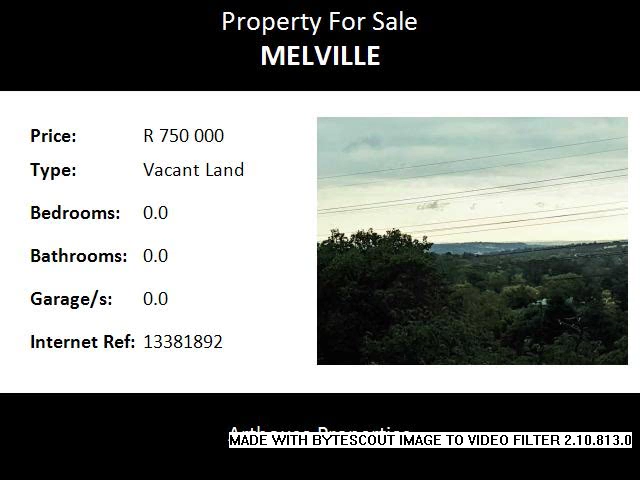 Property For Sale
MELVILLE
Price: R 750 000
Type: Vacant Land
Bedrooms: 0.0
Bathrooms: 0.0
Garage/s: 0.0
Internet Ref: 13381892
MADE WITH BYTESCOUT IMAGE TO VIDEO FILTER 2.10.813.0